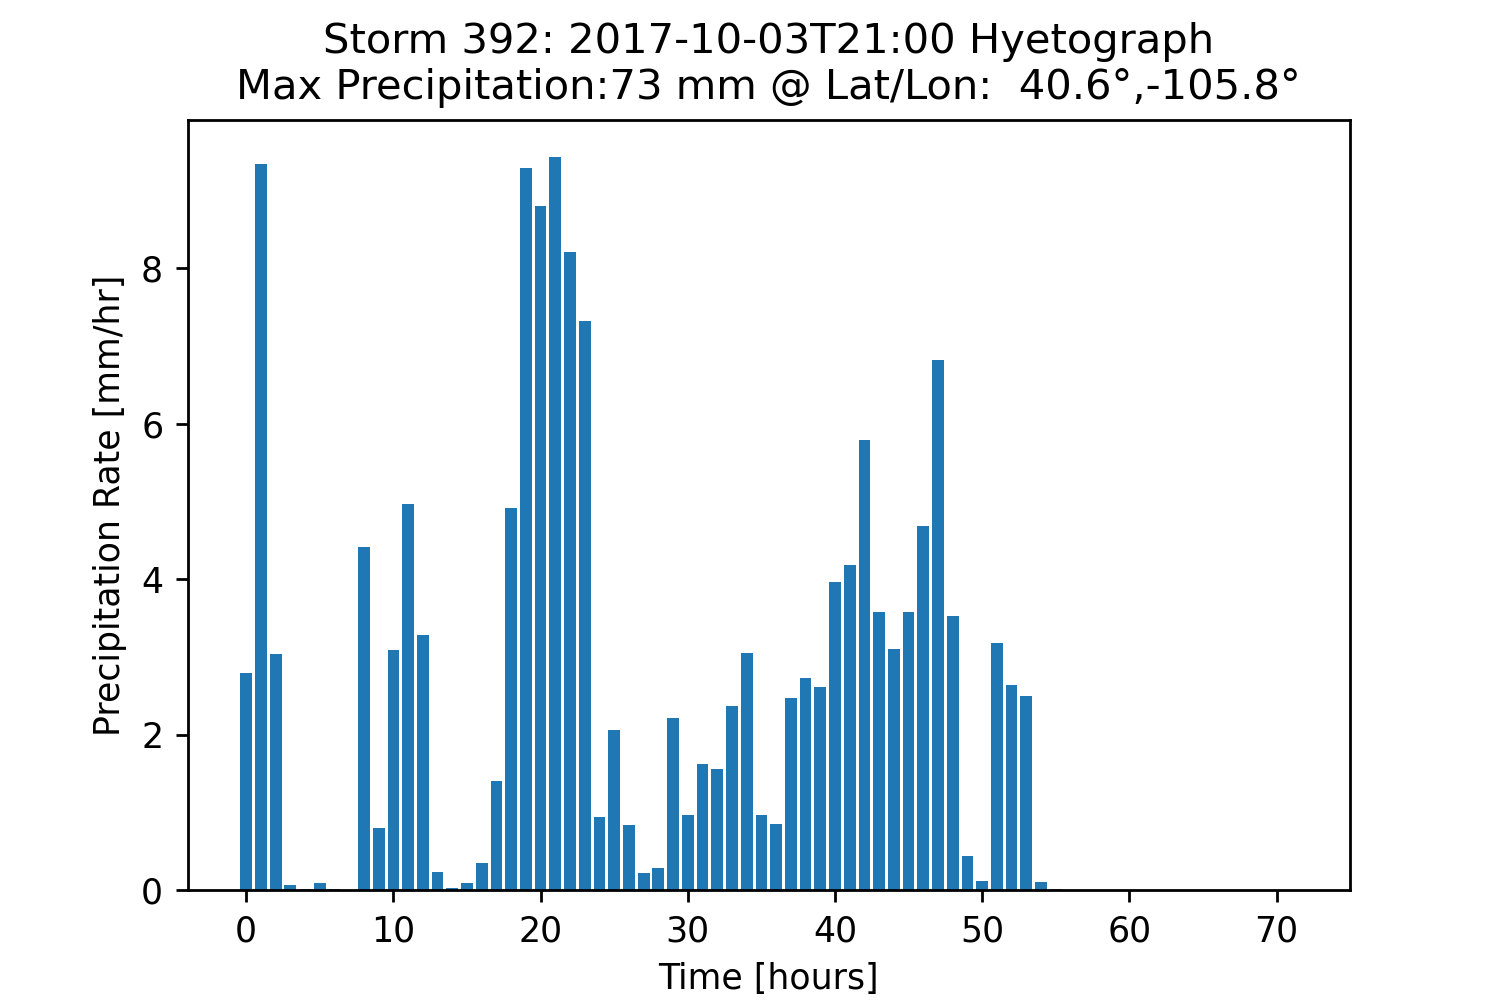 Storm 392: 2017-10-03T21:00 Hyetograph
Max Precipitation:73 mm @ Lat/Lon:  40.6°,-105.8°
Precipitation Rate [mm/hr]
8
6
4
2
0
0 10 20 30 40 50 60 70
Time [hours]